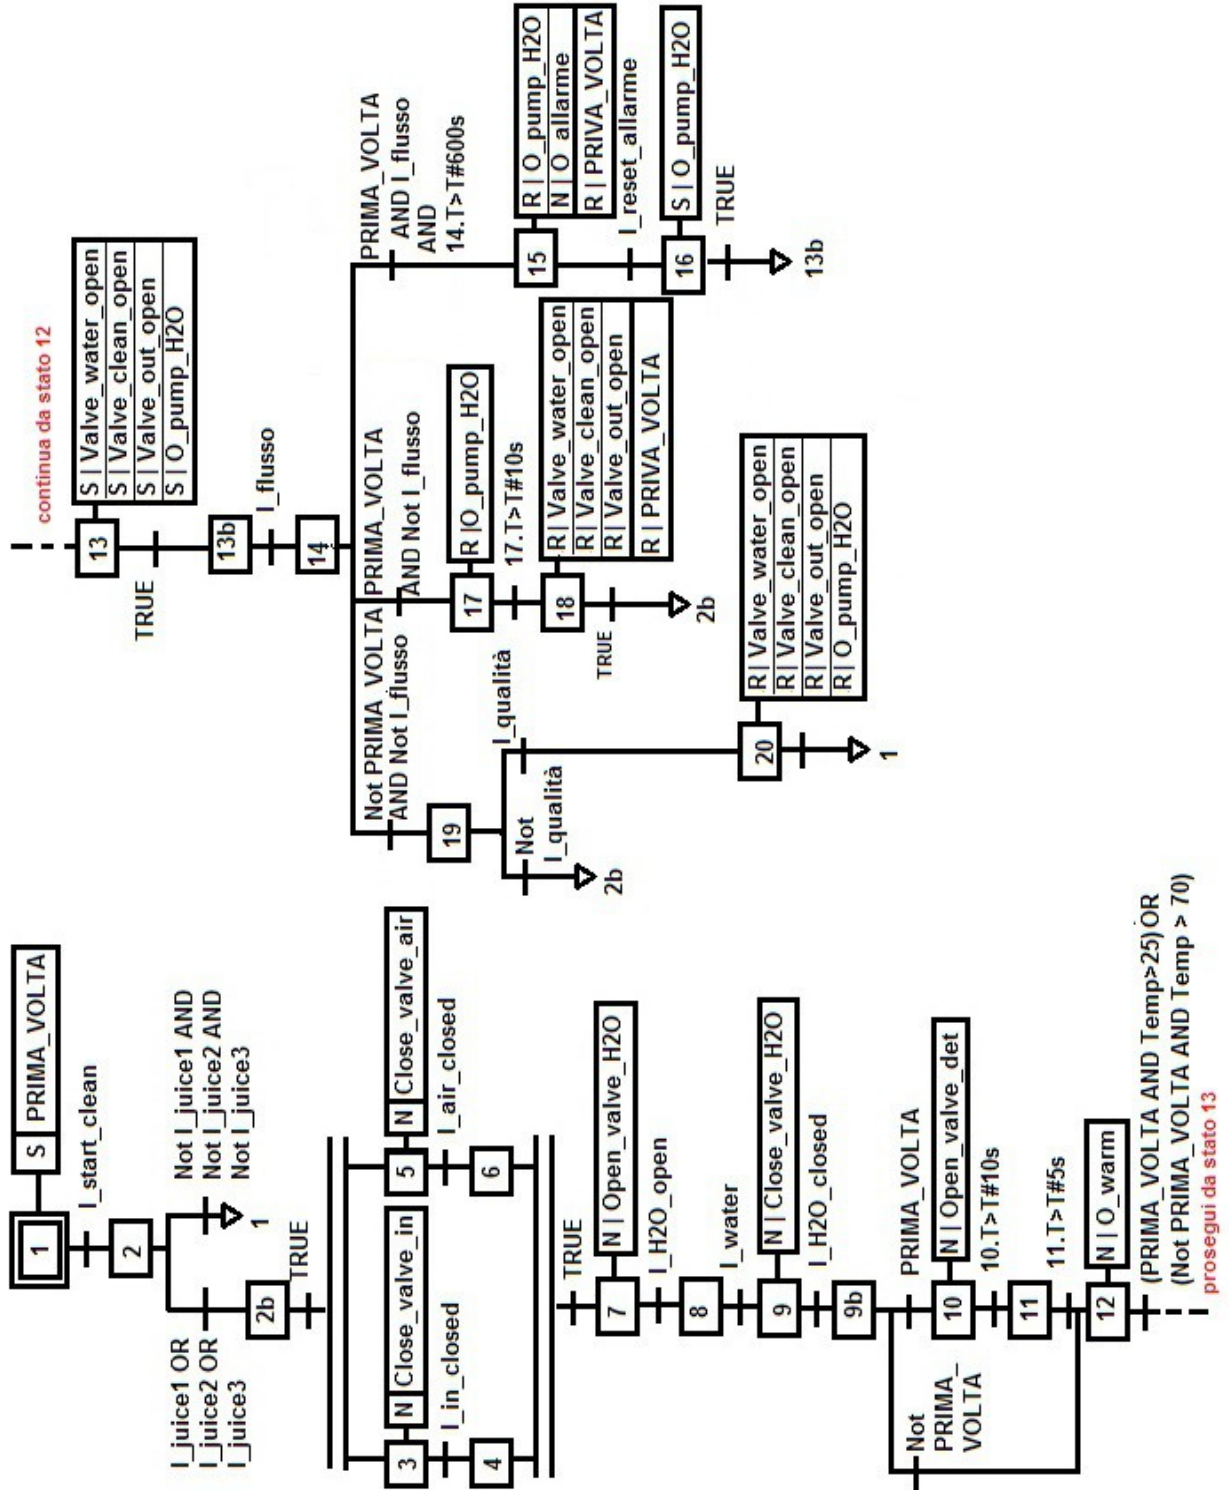 1
S | PRIMA_VOLTA
I_start_clean
2
I_juice1 OR
I_juice2 OR
I_juice3
Not I_juice1 AND
Not I_juice2 AND
Not I_juice3
1
2b
TRUE
3
N | Close_valve_in
I_in_closed
4
5
N | Close_valve_air
I_air_closed
6
TRUE
7
N | Open_valve_H2O
I_H2O_open
8
I_water
9
N | Close_valve_H2O
I_H2O_closed
9b
Not
PRIMA_
VOLTA
PRIMA_VOLTA
10
N | Open_valve_det
10.T>T#10s
11
11.T>T#5s
12
N | O_warm
(PRIMA_VOLTA AND Temp>25) OR
(Not PRIMA_VOLTA AND Temp > 70)
prosegui da stato 13
continua da stato 12
13
S | Valve_water_open
S | Valve_clean_open
S | Valve_out_open
S | O_pump_H2O
TRUE
13b
I_flusso
14
Not PRIMA_VOLTA
AND Not I_flusso
PRIMA_VOLTA
AND Not I_flusso
PRIMA_VOLTA
AND I_flusso
AND
14.T>T#600s
19
Not
I_qualità
2b
I_qualità
20
R | Valve_water_open
R | Valve_clean_open
R | Valve_out_open
R | O_pump_H2O
1
17
R | O_pump_H2O
17.T>T#10s
18
R | Valve_water_open
R | Valve_clean_open
R | Valve_out_open
R | PRIVA_VOLTA
TRUE
2b
15
R | O_pump_H2O
N | O_allarme
R | PRIVA_VOLTA
I_reset_allarme
16
S | O_pump_H2O
TRUE
13b